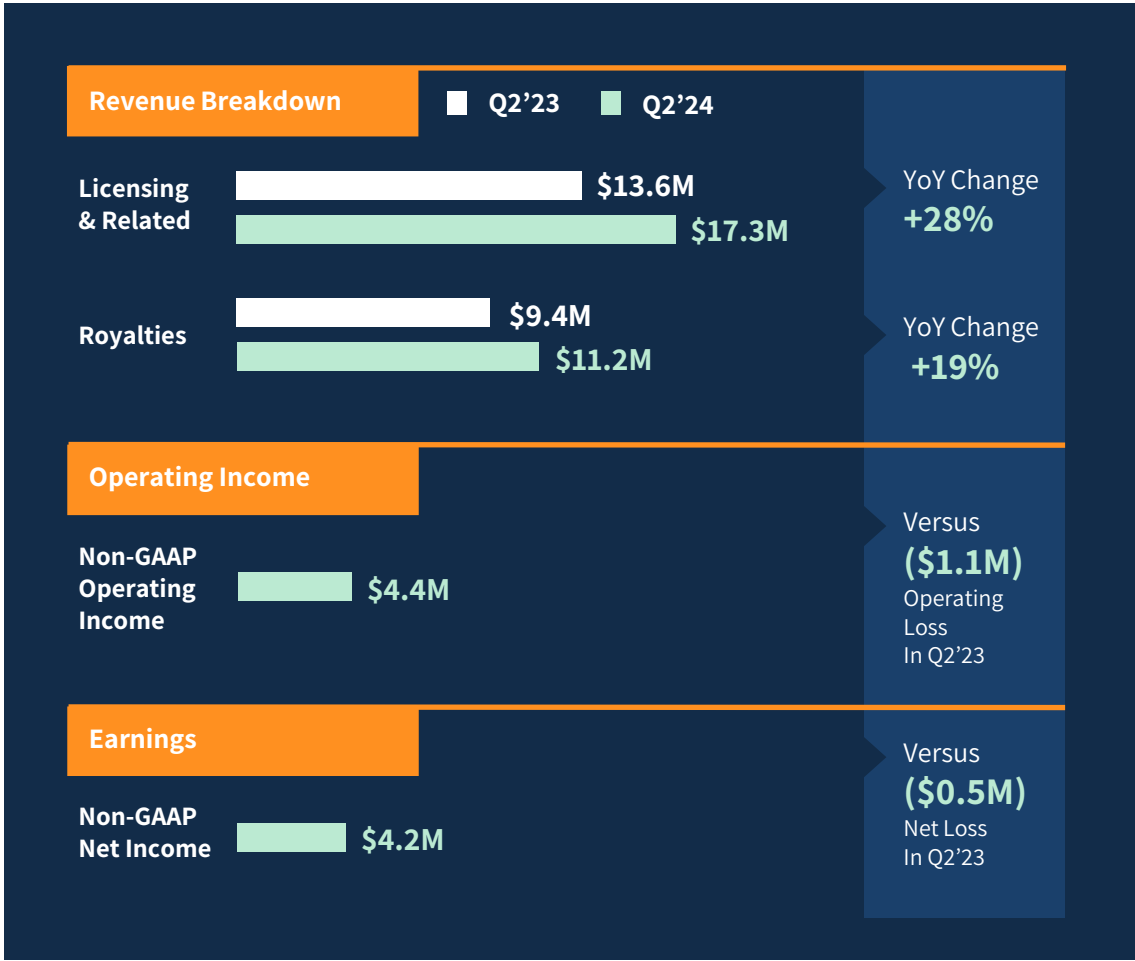 Revenue Breakdown
Q2’23
Q2’24
Licensing
& Related
$13.6M
$17.3M
YoY Change
+28%
Royalties
$9.4M
$11.2M
YoY Change
+19%
Operating Income
Non-GAAP
Operating
Income
$4.4M
Versus
($1.1M)
Operating
Loss
In Q2’23
Earnings
Non-GAAP
Net Income
$4.2M
Versus
($0.5M)
Net Loss
In Q2’23